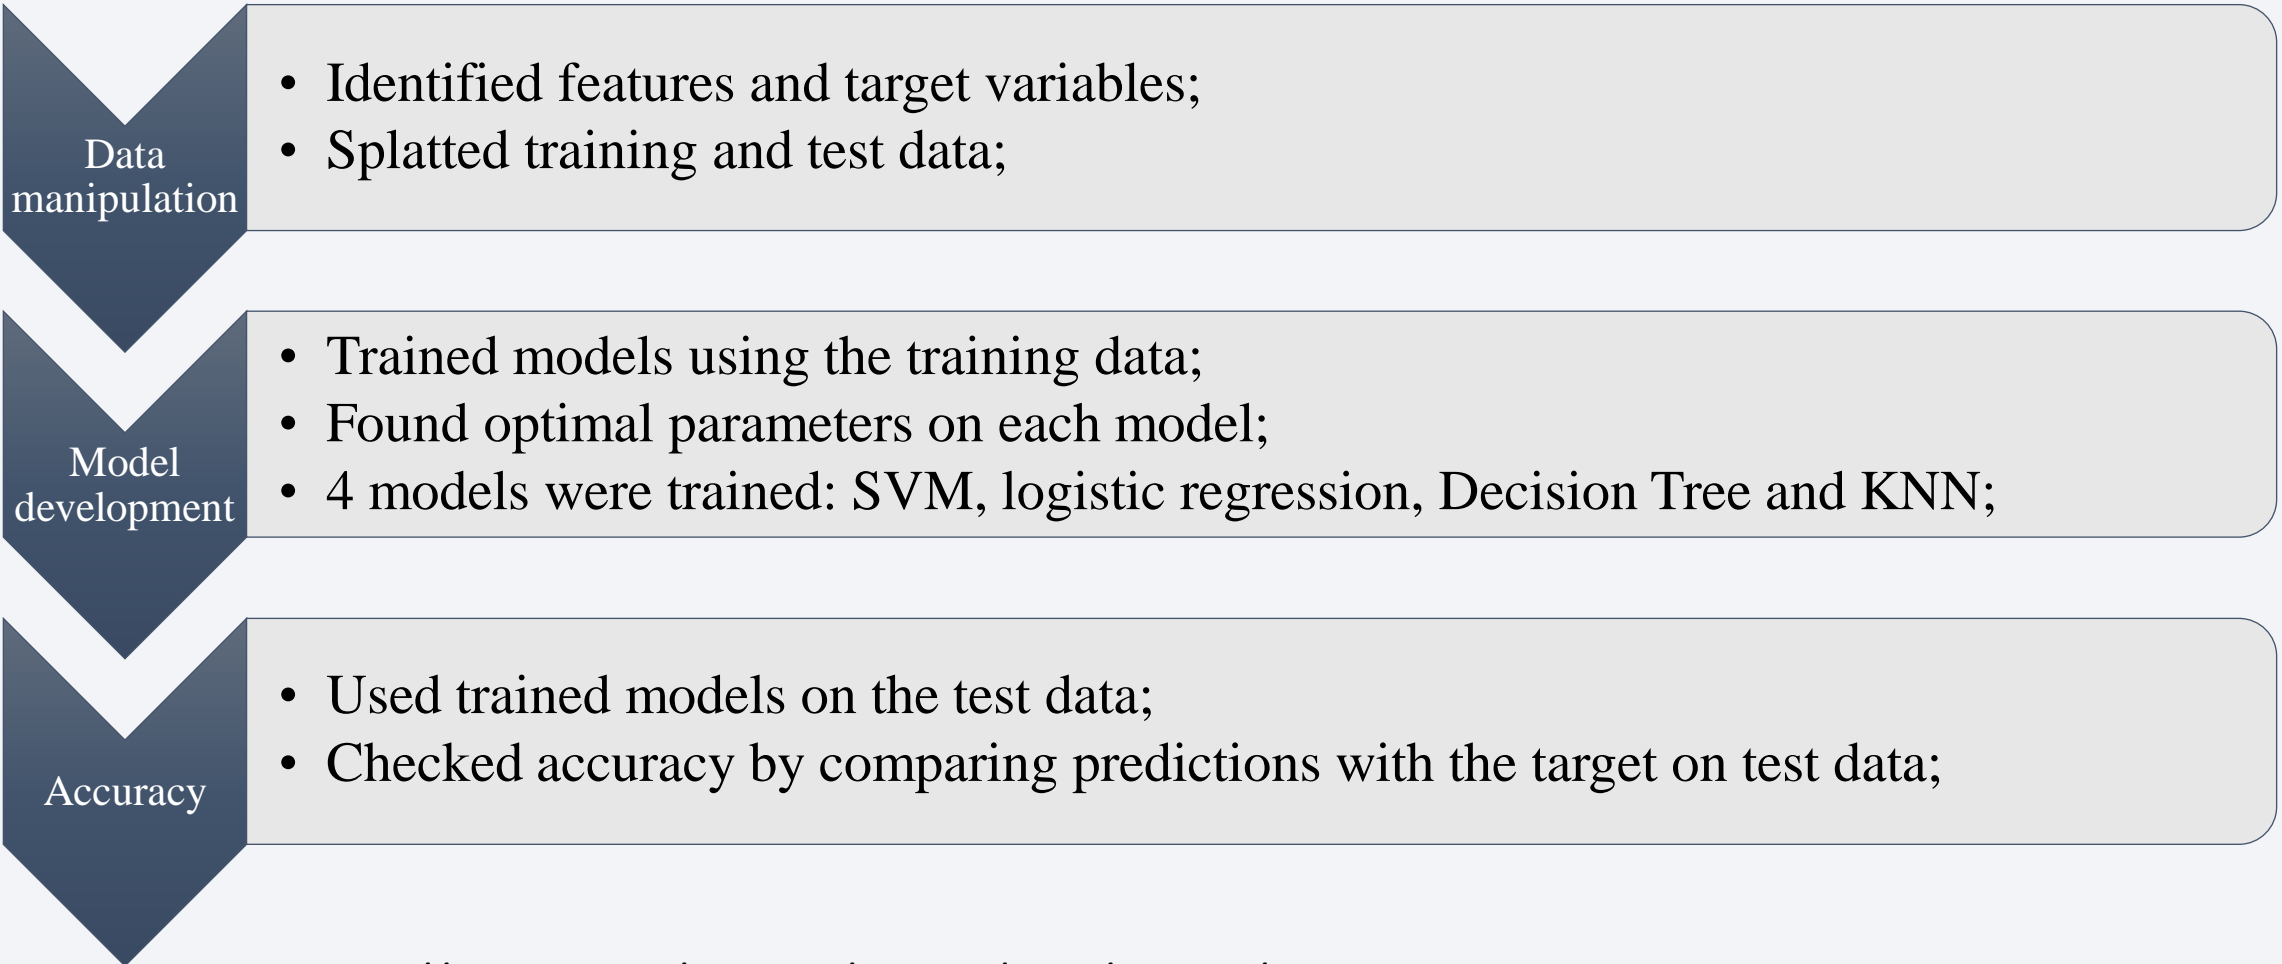 Data
manipulation
• Identified features and target variables;
• Splatted training and test data;
Model
development
• Trained models using the training data;
• Found optimal parameters on each model;
• 4 models were trained: SVM, logistic regression, Decision Tree and KNN;
Accuracy
• Used trained models on the test data;
• Checked accuracy by comparing predictions with the target on test data;